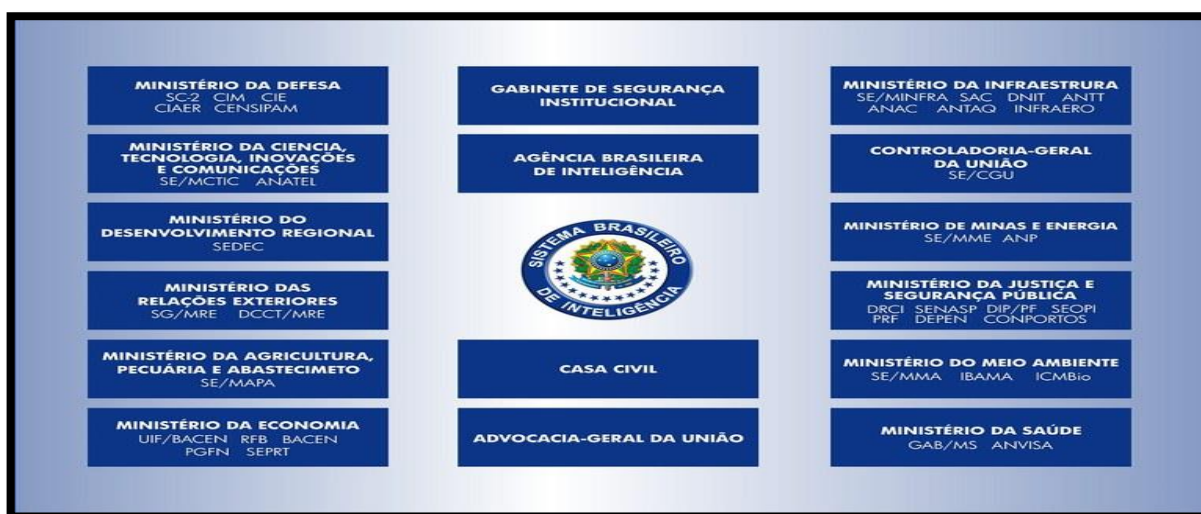 MINISTÉRIO DA DEFESA
SC-2 CIM CIE
CIAER CENSIPAM
MINISTÉRIO DA CIENCIA,
TECNOLOGIA, INOVAÇÕES
E COMUNICAÇÕES
SE/MCTIC ANATEL
MINISTÉRIO DO
DESENVOLVIMENTO REGIONAL
SEDEC
MINISTÉRIO DAS
RELAÇÕES EXTERIORES
SG/MRE DCCT/MRE
MINISTÉRIO DA AGRICULTURA,
PECUÁRIA E ABASTECIMETO
SE/MAPA
MINISTÉRIO DA ECONOMIA
UIF/BACEN RFB BACEN
PGFN SEPRT
GABINETE DE SEGURANÇA
INSTITUCIONAL
AGÊNCIA BRASILEIRA
DE INTELIGÊNCIA
SISTEMA BRASILEIRO
DE INTELIGÊNCIA
CASA CIVIL
ADVOCACIA-GERAL DA UNIÃO
MINISTÉRIO DA INFRAESTRURA
SE/MINFRA SAC DNIT ANTT
ANAC ANTAQ INFRAERO
CONTROLADORIA-GERAL
DA UNIÃO
SE/CGU
MINISTÉRIO DE MINAS E ENERGIA
SE/MME ANP
MINISTÉRIO DA JUSTIÇA E
SEGURANÇA PÚBLICA
DRCI SENASP DIP/PF SEOPI
PRF DEPEN CONPORTOS
MINISTÉRIO DO MEIO AMBIENTE
SE/MMA IBAMA ICMBio
MINISTÉRIO DA SAÚDE
GAB/MS ANVISA